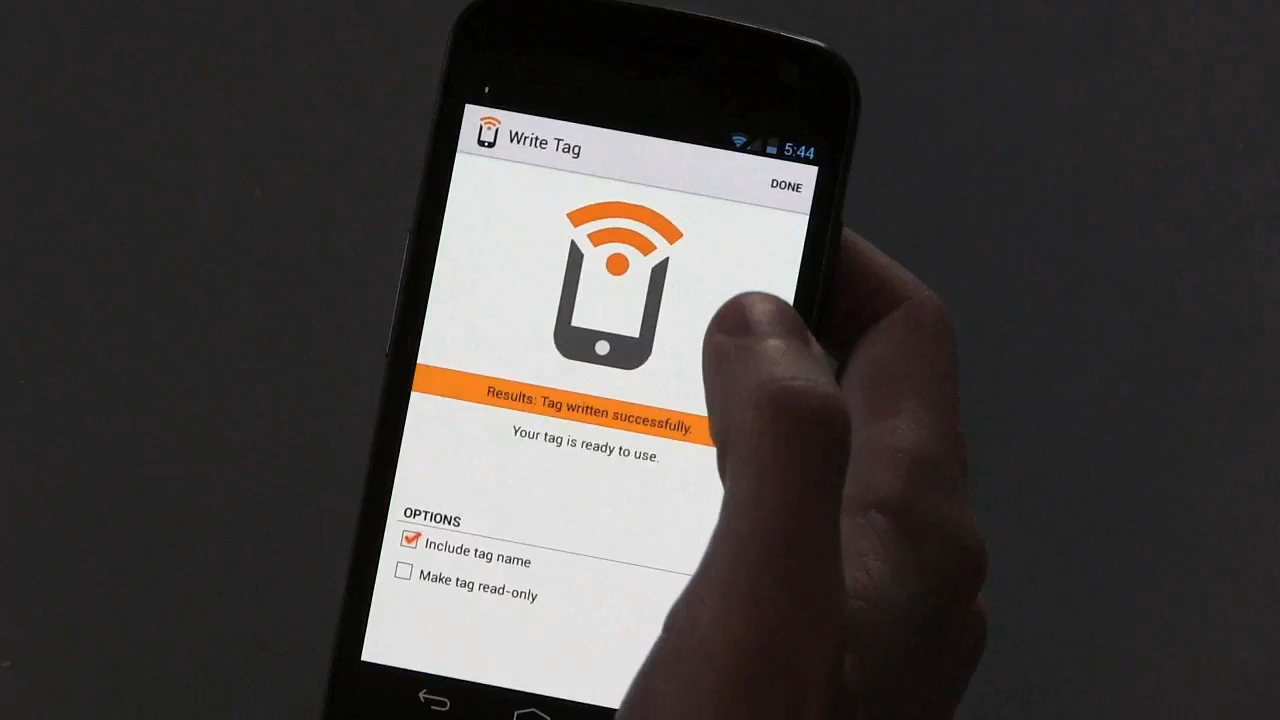 5:44
Write Tag
DONE
Results: Tag written successfully.
Your tag is ready to use.
OPTIONS
Include tag name
Make tag read-only